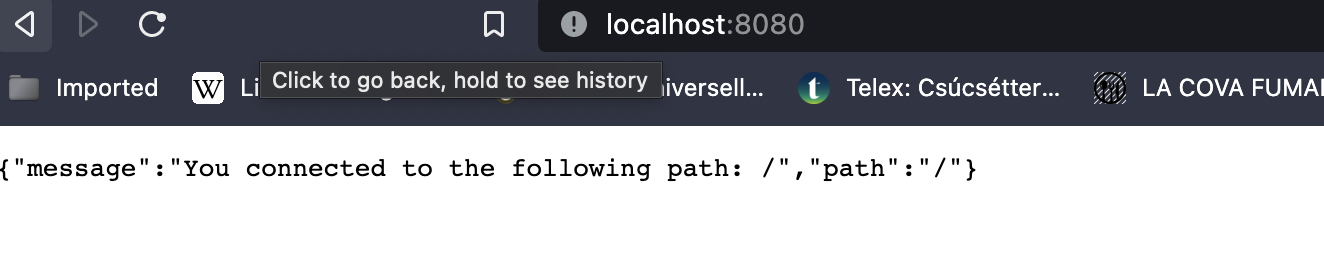 localhost:8080
Imported
W Li
Click to go back, hold to see history
iversell...
t Telex: Csúcsétter...
LA COVA FUMA
{"message":"You connected to the following path: /","path":"/"}